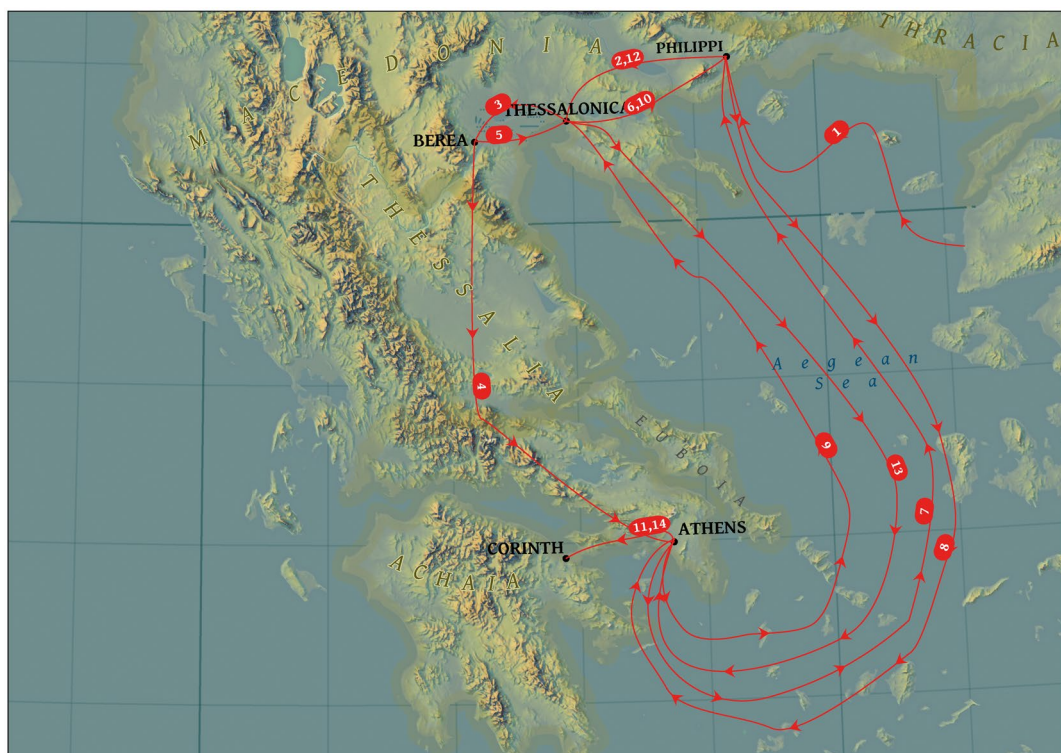 THRACIA
MACEDONIA
PHILIPPI
2,12
3
THESSALONICA
6,10
1
5
BEREA
THESSALIA
Aegean
Sea
4
EUBOIA
9
13
7
11,14
ATHENS
8
CORINTH
ACHAIA